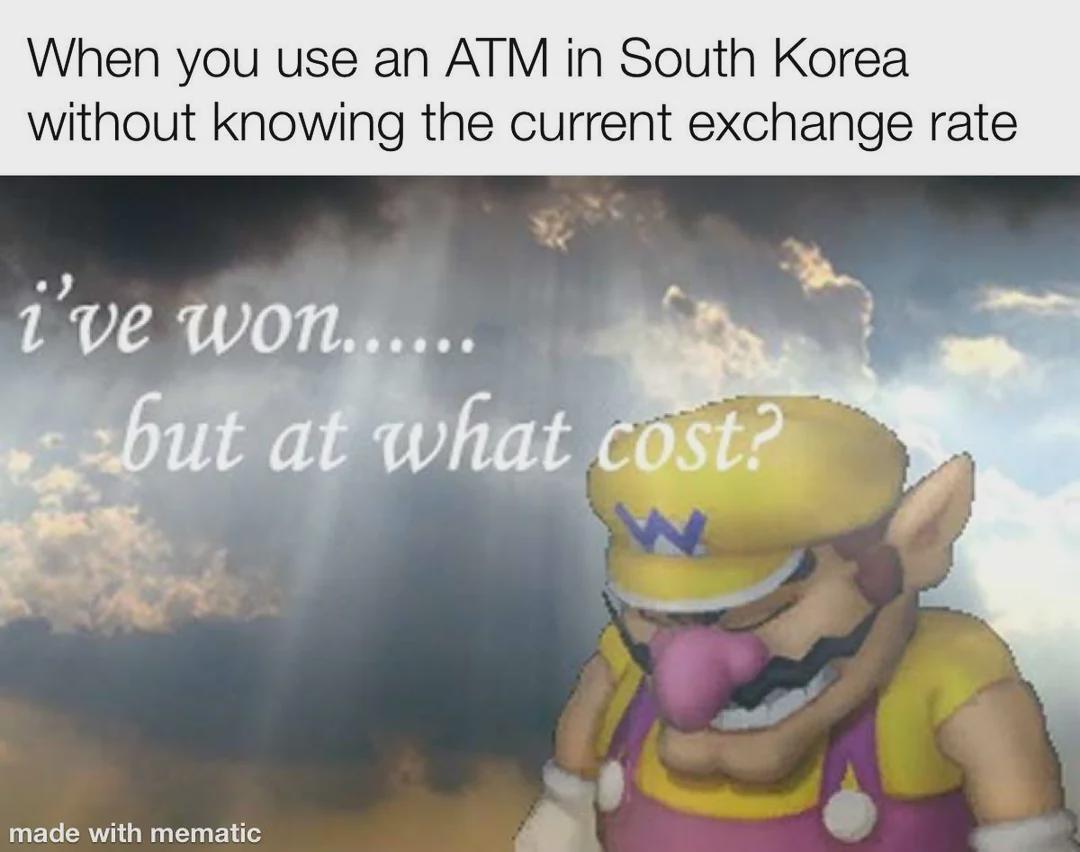 When you use an ATM in South Korea
without knowing the current exchange rate
i've won......
but at what cost?
W
made with mematic